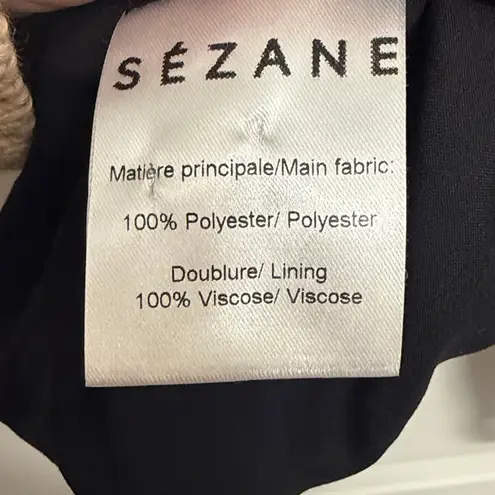 SÉZANE
Matière principale/Main fabric:
100% Polyester/ Polyester
Doublure/ Lining
100% Viscose/ Viscose